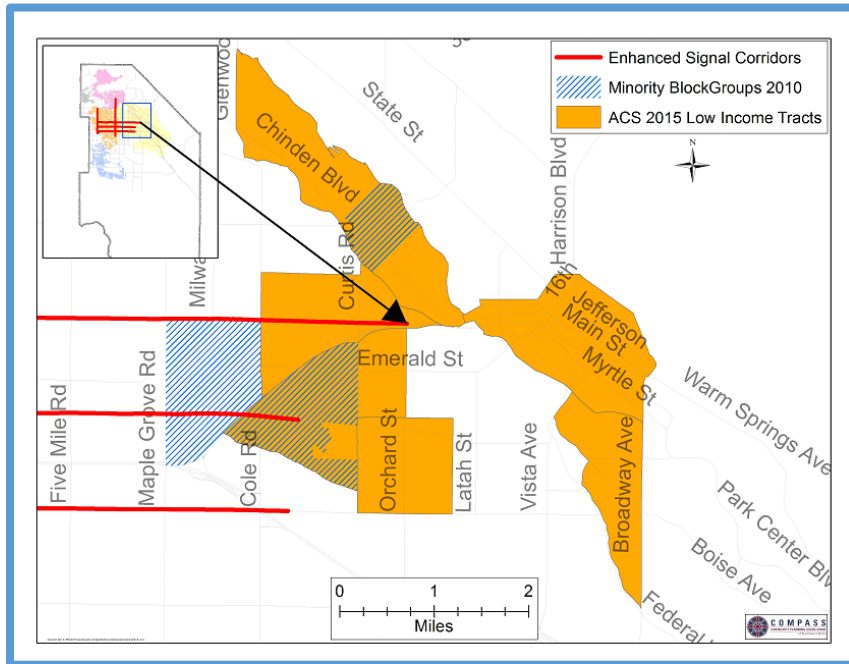 Enhanced Signal Corridors
Minority BlockGroups 2010
ACS 2015 Low Income Tracts
State St
Chinden Blvd
Harrison Blvd
N
Curtis Rd
16th
Jefferson
Main St
Myrtle St
Emerald St
Warm Springs Ave
Five Mile Rd
Maple Grove Rd
Cole Rd
Orchard St
Latah St
Vista Ave
Broadway Ave
Park Center Blv
Boise Ave
Federal
0 1 2
Miles
COMPASS